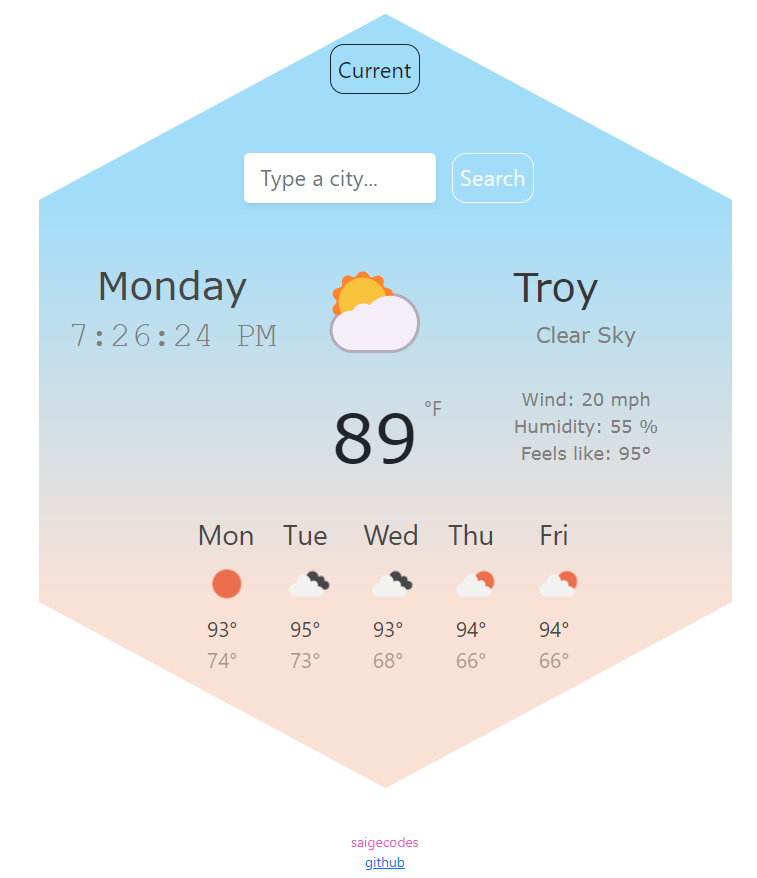 Current
Type a city... Search
Monday
7:26:24 PM
Troy
Clear Sky
89 °F
Wind: 20 mph
Humidity: 55 %
Feels like: 95°
Mon Tue Wed Thu Fri
93° 95° 93° 94° 94°
74° 73° 68° 66° 66°
saigecodes
github